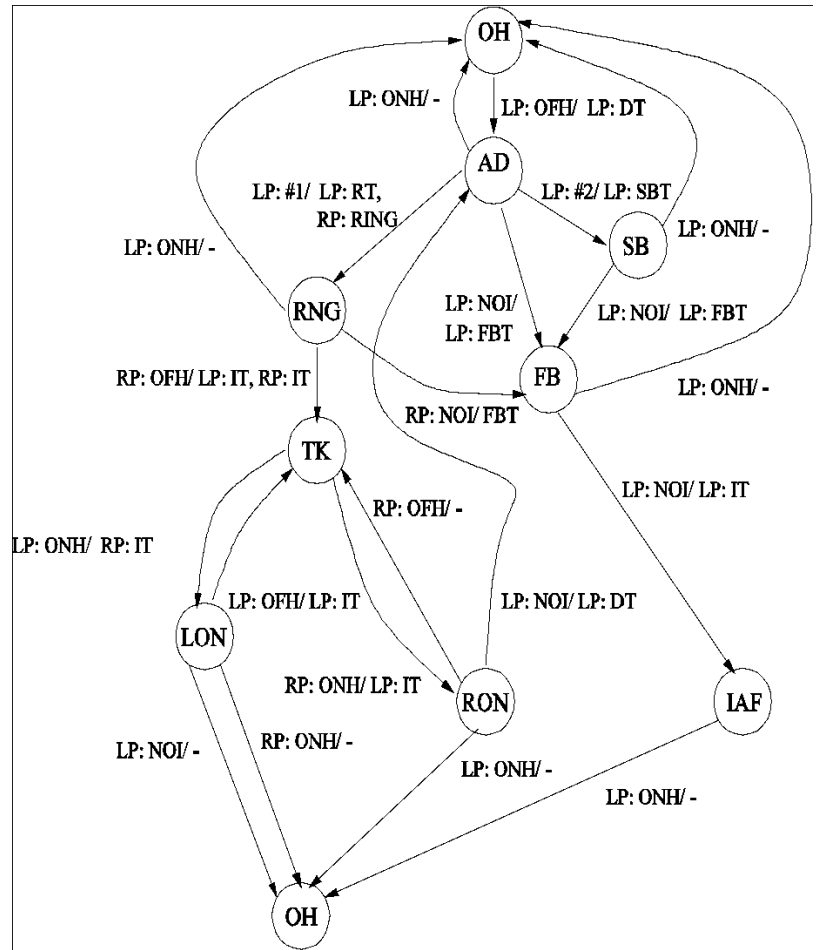 OH
LP: ONH/ -
LP: OFH/ LP: DT
AD
LP: #1/ LP: RT,
RP: RING
LP: #2/ LP: SBT
SB
LP: ONH/ -
LP: ONH/ -
RNG
LP: NOI/
LP: FBT
LP: NOI/ LP: FBT
FB
RP: OFH/ LP: IT, RP: IT
LP: ONH/ -
RP: NOI/ FBT
TK
LP: NOI/ LP: IT
RP: OFH/ -
LP: ONH/ RP: IT
LP: OFH/ LP: IT
LP: NOI/ LP: DT
LON
RP: ONH/ LP: IT
RON
IAF
LP: NOI/ -
RP: ONH/ -
LP: ONH/ -
LP: ONH/ -
OH